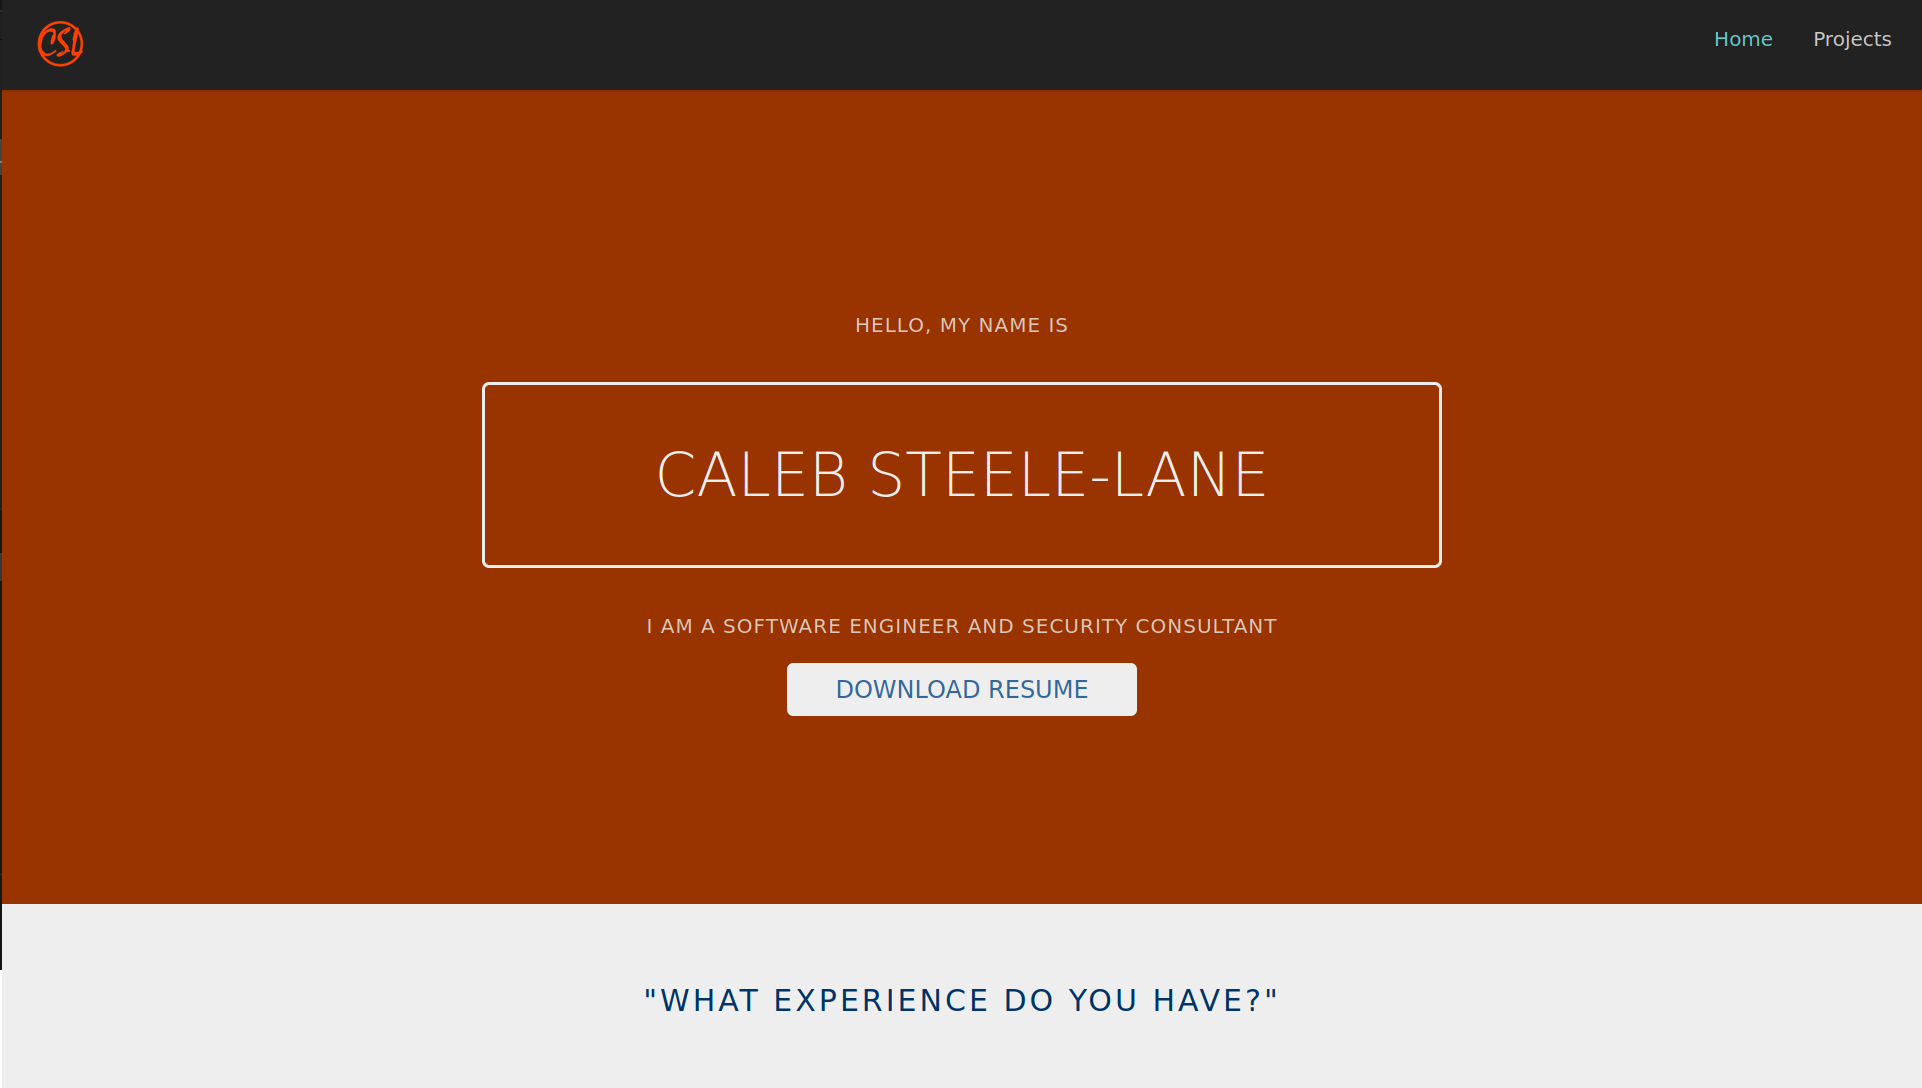 CSL
Home Projects
HELLO, MY NAME IS
CALEB STEELE-LANE
I AM A SOFTWARE ENGINEER AND SECURITY CONSULTANT
DOWNLOAD RESUME
"WHAT EXPERIENCE DO YOU HAVE?"